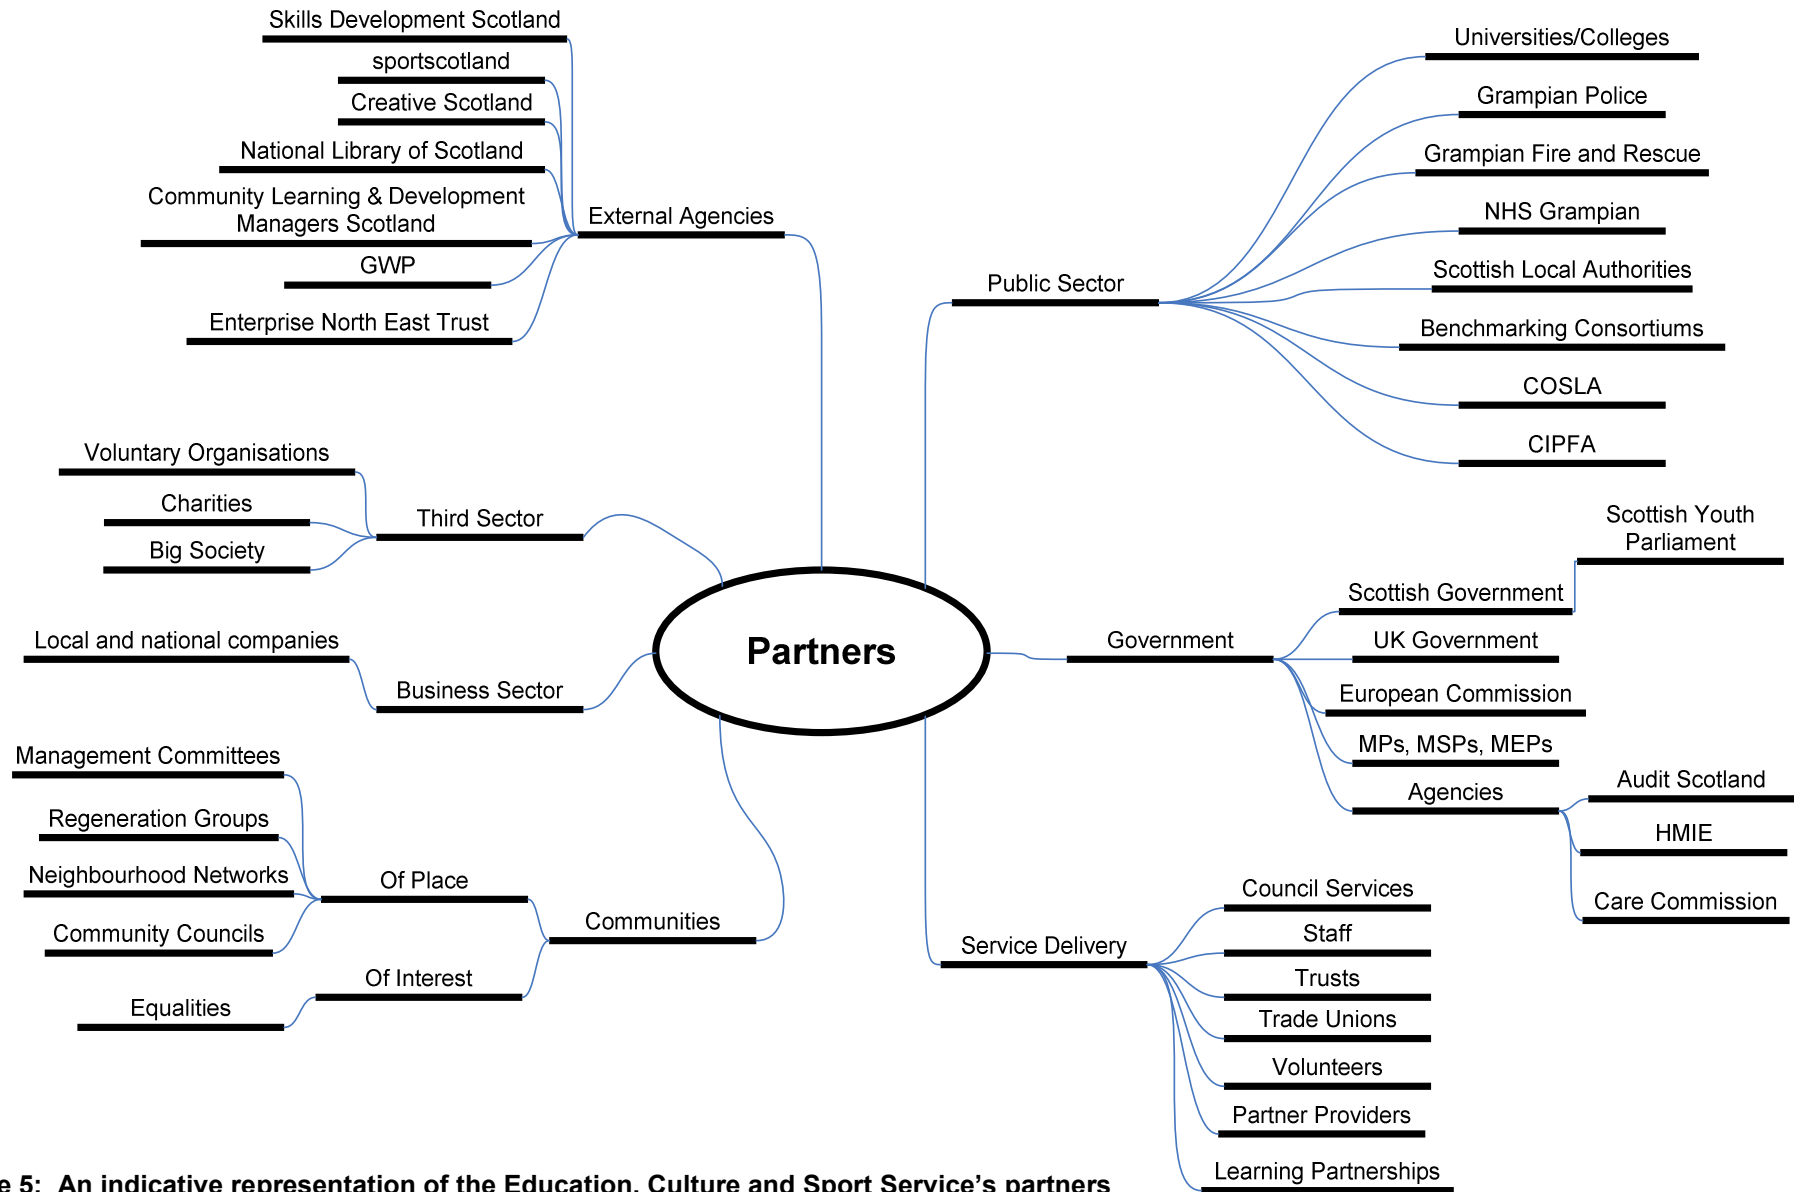 Skills Development Scotland
sportscotland
Creative Scotland
National Library of Scotland
Community Learning & Development
Managers Scotland
GWP
Enterprise North East Trust
External Agencies
Voluntary Organisations
Charities
Big Society
Third Sector
Local and national companies
Business Sector
Management Committees
Regeneration Groups
Neighbourhood Networks
Community Councils
Of Place
Equalities
Of Interest
Communities
Partners
Public Sector
Universities/Colleges
Grampian Police
Grampian Fire and Rescue
NHS Grampian
Scottish Local Authorities
Benchmarking Consortiums
COSLA
CIPFA
Government
Scottish Government
Scottish Youth
Parliament
UK Government
European Commission
MPs, MSPs, MEPs
Agencies
Audit Scotland
HMIE
Care Commission
Service Delivery
Council Services
Staff
Trusts
Trade Unions
Volunteers
Partner Providers
Learning Partnerships
e 5: An indicative representation of the Education, Culture and Sport Service's partners